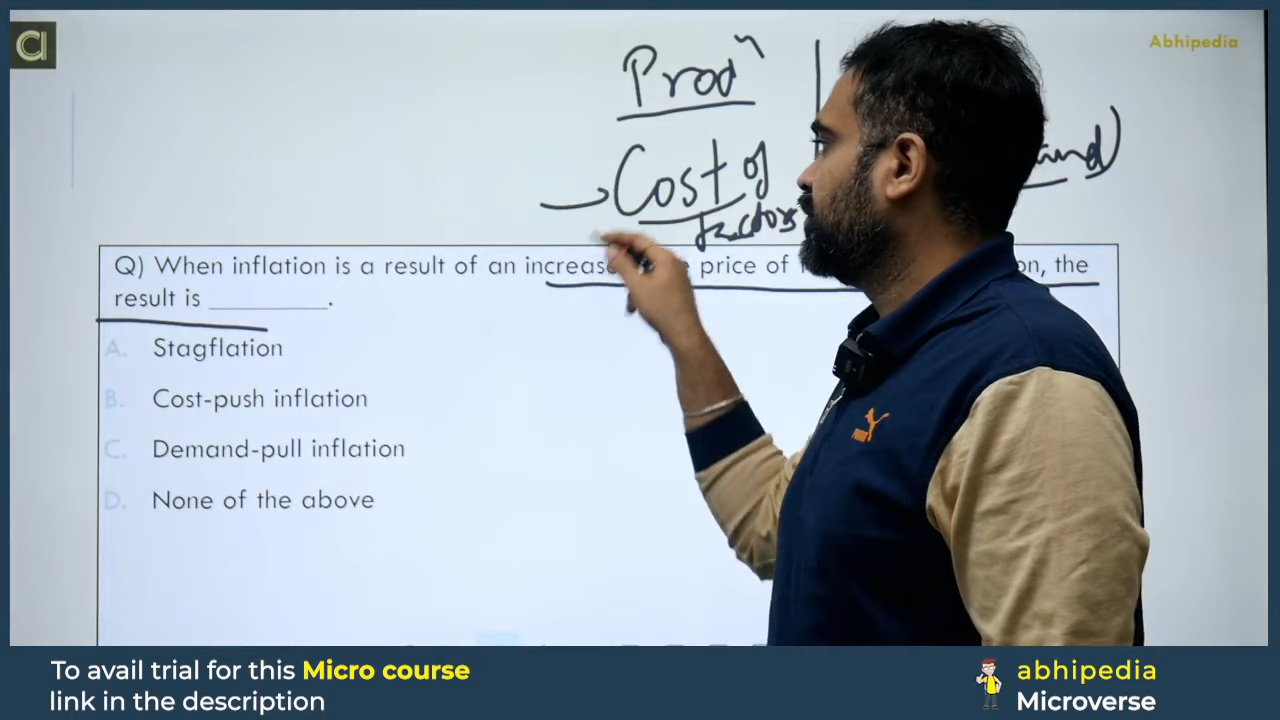 Abhipedia
Prodn
Cost of
factors
and)
Q) When inflation is a result of an increase price of on, the
result is ________.
A. Stagflation
B. Cost-push inflation
C. Demand-pull inflation
D. None of the above
To avail trial for this Micro course
link in the description
abhipedia
Microverse